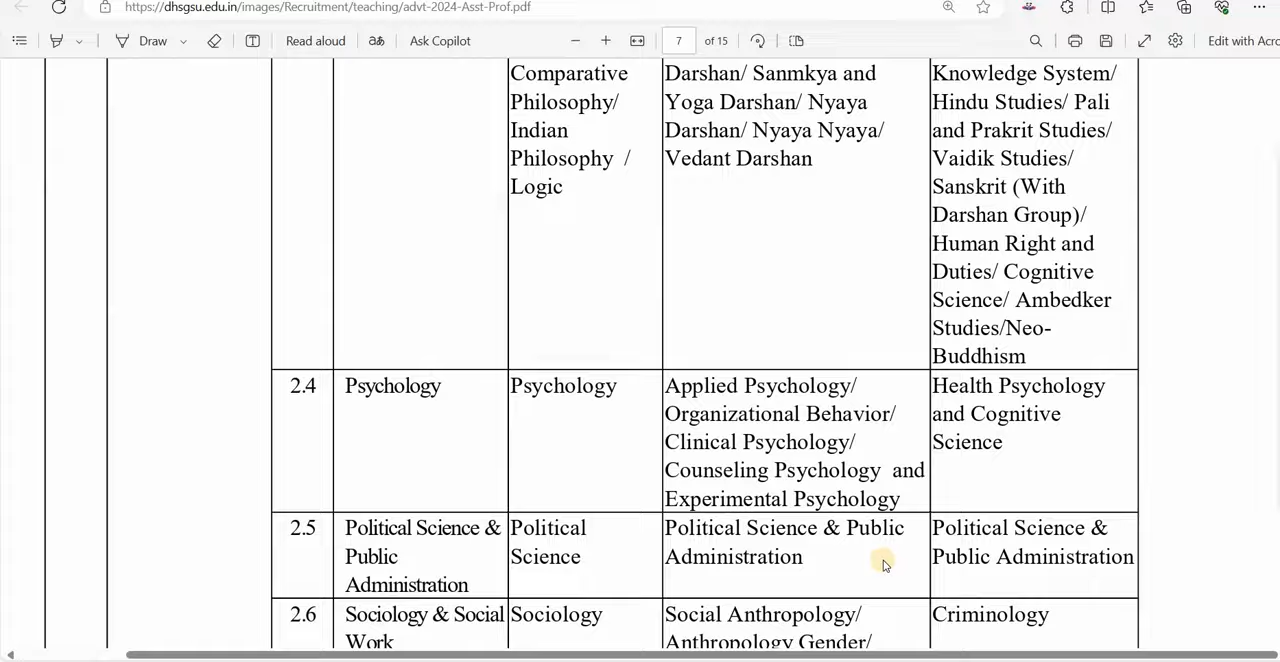 https://dhsgsu.edu.in/images/Recruitment/teaching/advt-2024-Asst-Prof.pdf
Draw
Read aloud
Ask Copilot
7
of 15
Edit with Acro
Comparative
Philosophy/
Indian
Philosophy /
Logic
Darshan/ Sanmkya and
Yoga Darshan/ Nyaya
Darshan/ Nyaya Nyaya/
Vedant Darshan
Knowledge System/
Hindu Studies/ Pali
and Prakrit Studies/
Vaidik Studies/
Sanskrit (With
Darshan Group)/
Human Right and
Duties/ Cognitive
Science/ Ambedker
Studies/Neo-
Buddhism
2.4
Psychology
Psychology
Applied Psychology/
Organizational Behavior/
Clinical Psychology/
Counseling Psychology and
Experimental Psychology
Health Psychology
and Cognitive
Science
2.5
Political Science &
Public
Administration
Political
Science
Political Science & Public
Administration
Political Science &
Public Administration
2.6
Sociology & Social
Work
Sociology
Social Anthropology/
Anthropology Gender/
Criminology